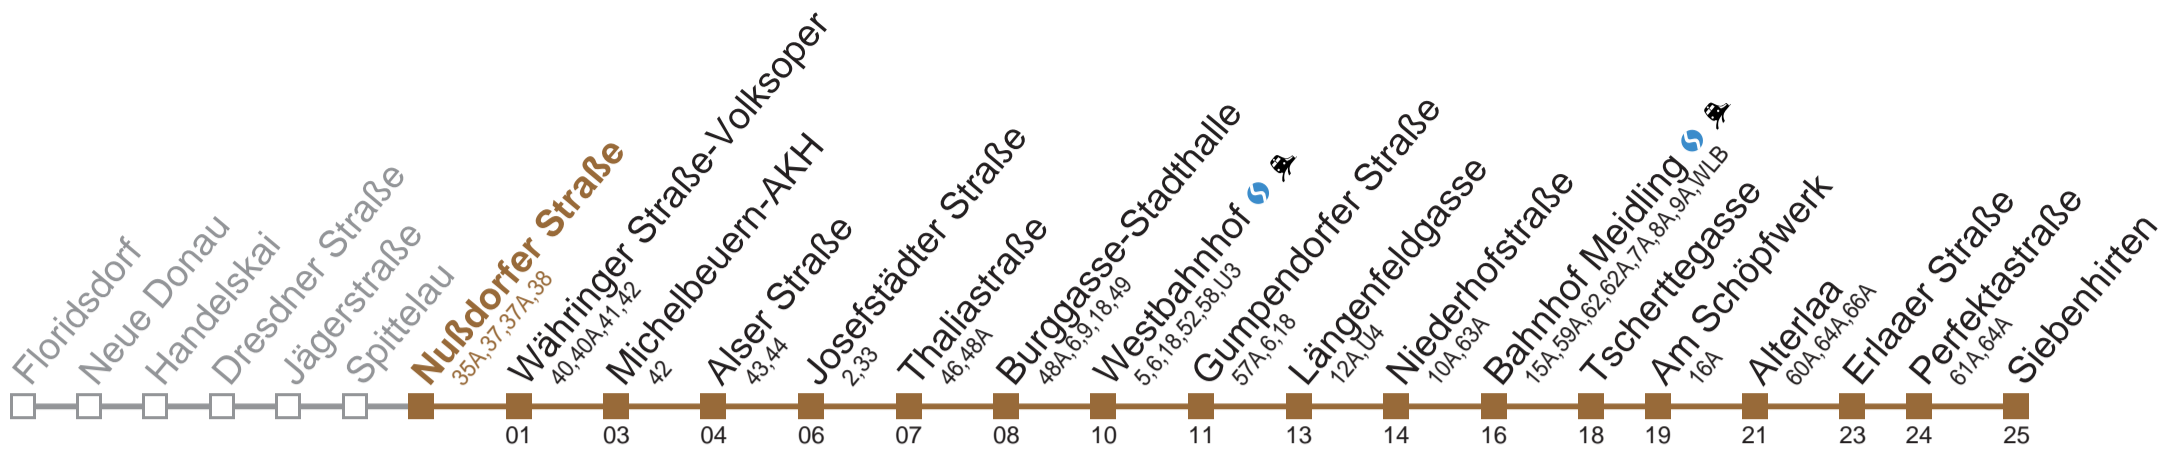 Floridsdorf
Neue Donau
Handelskai
Dresdner Straße
Jägerstraße
Spittelau
Nußdorfer Straße
35A,37,37A,38
Währinger Straße-Volksoper
40,40A,41,42
01
Michelbeuern-AKH
42
03
Alser Straße
43,44
04
Josefstädter Straße
2,33
06
Thaliastraße
46,48A
07
Burggasse-Stadthalle
48A,6,9,18,49
08
Westbahnhof
5,6,18,52,58,U3
10
Gumpendorfer Straße
57A,6,18
11
Längenfeldgasse
12A,U4
13
Niederhofstraße
10A,63A
14
Bahnhof Meidling
15A,59A,62,62A,7A,8A,9A,WLB
16
Tscherttegasse
18
Am Schöpfwerk
16A
19
Alterlaa
60A,64A,66A
21
Erlaaer Straße
23
Perfektastraße
61A,64A
24
Siebenhirten
25